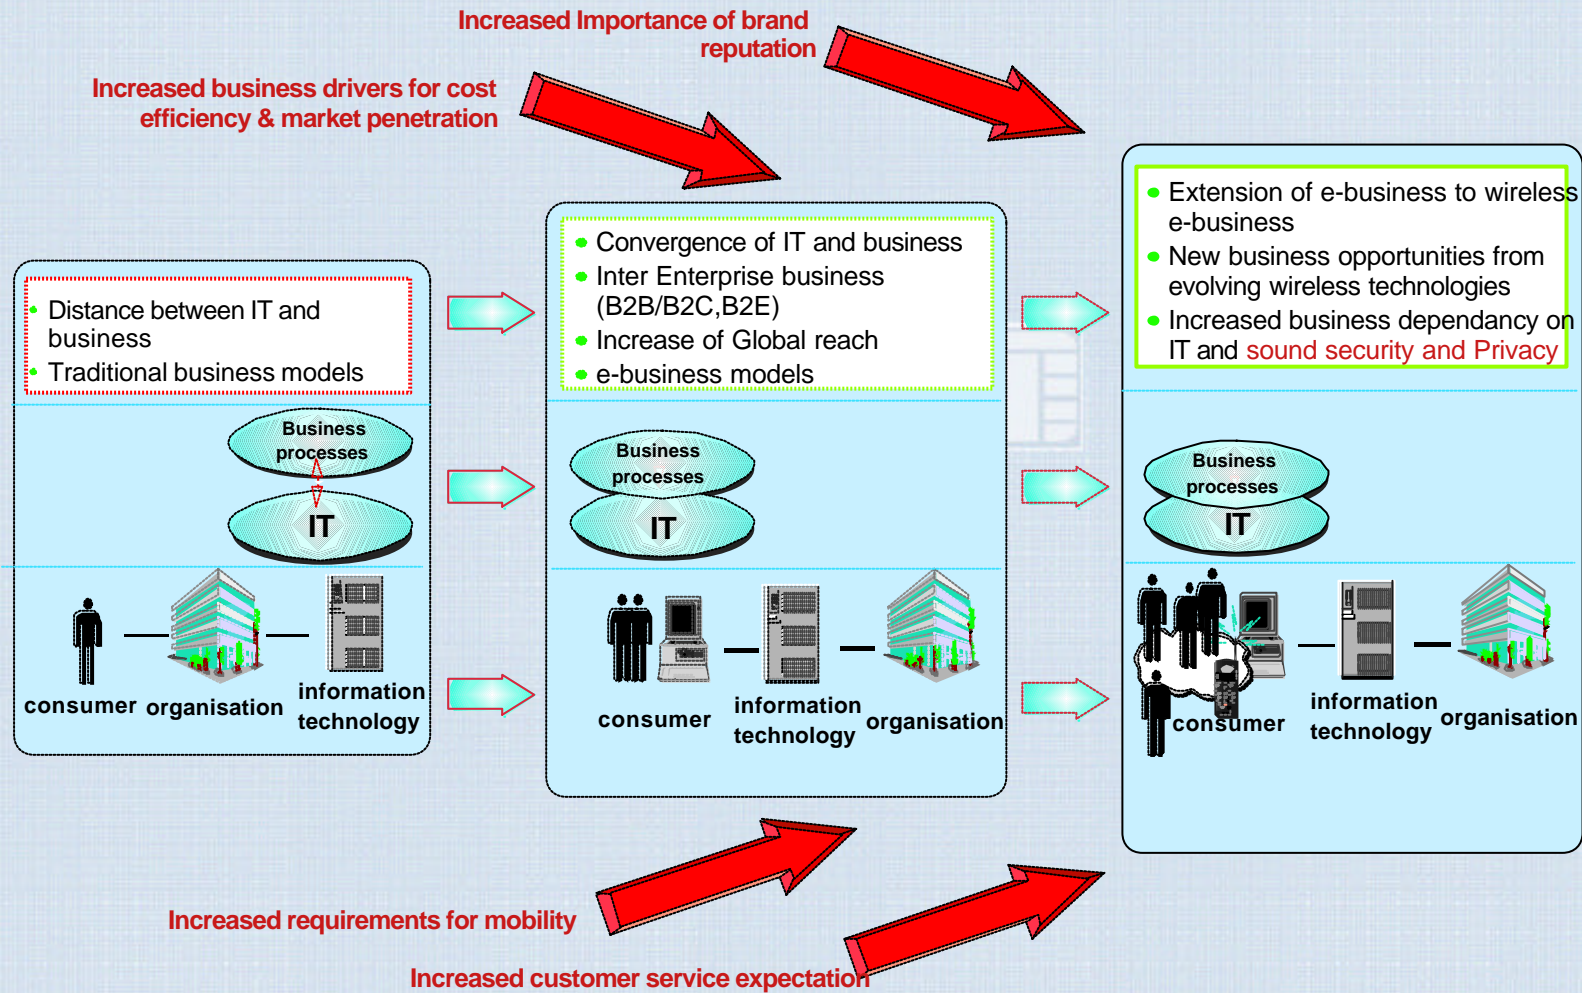 Increased Importance of brand
reputation
Increased business drivers for cost
efficiency & market penetration
• Distance between IT and
business
• Traditional business models
Business
processes
IT
consumer
organisation
information
technology
• Convergence of IT and business
• Inter Enterprise business
(B2B/B2C,B2E)
• Increase of Global reach
• e-business models
Business
processes
IT
consumer
information
technology
organisation
• Extension of e-business to wireless
e-business
• New business opportunities from
evolving wireless technologies
• Increased business dependancy on
IT and sound security and Privacy
Business
processes
IT
consumer
information
technology
organisation
Increased requirements for mobility
Increased customer service expectation